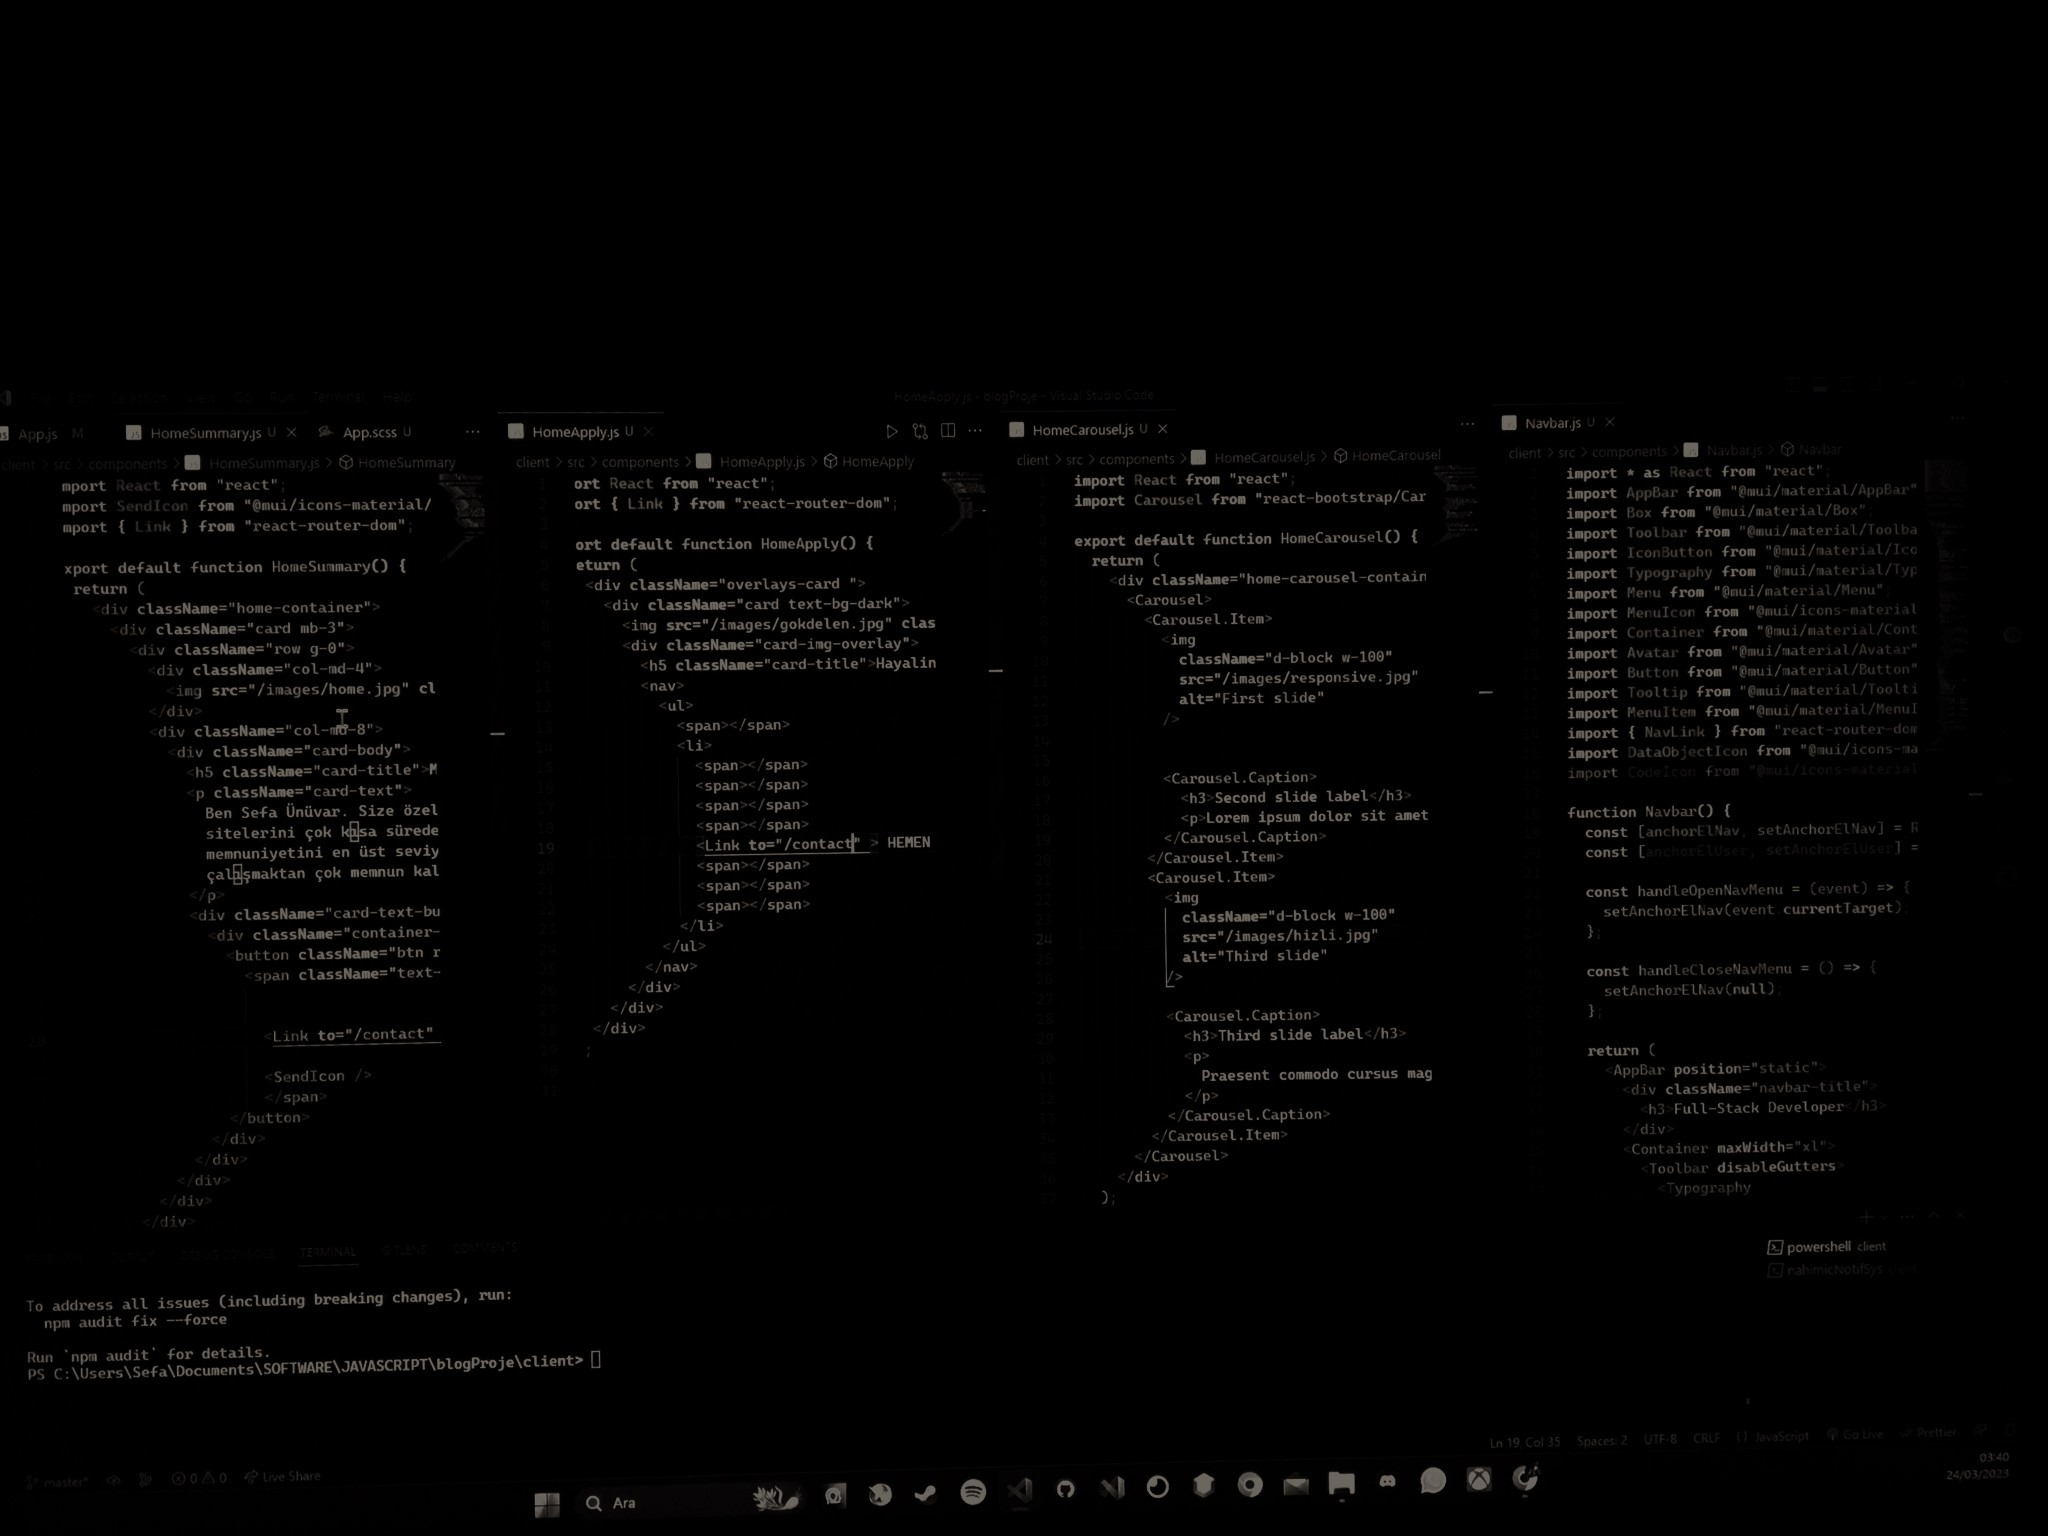 Terminal Help
HomeApply.js - blogProje - Visual Studio Code
App.js M
HomeSummary.js U
App.scss U
client > src > components > HomeSummary.js > HomeSummary
mport React from "react";
mport SendIcon from "@mui/icons-material/
mport { Link } from "react-router-dom";
xport default function HomeSummary() {
return (
<div className="home-container">
<div className="card mb-3">
<div className="row g-0">
<div className="col-md-4">
<img src="/images/home.jpg" cl
</div>
<div className="col-md-8">
<div className="card-body">
<h5 className="card-title">M
<p className="card-text">
Ben Sefa Ünüvar. Size özel
sitelerini çok kısa sürede
memnuniyetini en üst seviy
çalışmaktan çok memnun kal
</p>
<div className="card-text-bu
<div className="container-
<button className="btn r
<span className="text-
<Link to="/contact"
<SendIcon />
</span>
</button>
</div>
</div>
</div>
</div>
</div>
HomeApply.js U
client > src > components > HomeApply.js > HomeApply
ort React from "react";
ort { Link } from "react-router-dom";
ort default function HomeApply() {
eturn (
<div className="overlays-card ">
<div className="card text-bg-dark">
<img src="/images/gokdelen.jpg" clas
<div className="card-img-overlay">
<h5 className="card-title">Hayalin
<nav>
<ul>
<span></span>
<li>
<span></span>
<span></span>
<span></span>
<span></span>
19 <Link to="/contact" > HEMEN
<span></span>
<span></span>
<span></span>
</li>
</ul>
</nav>
</div>
</div>
</div>
;
HomeCarousel.js U
client > src > components > HomeCarousel.js > HomeCarousel
import React from "react";
import Carousel from "react-bootstrap/Car
export default function HomeCarousel() {
return (
<div className="home-carousel-contain
<Carousel>
<Carousel.Item>
<img
className="d-block w-100"
src="/images/responsive.jpg"
alt="First slide"
/>
<Carousel.Caption>
<h3>Second slide label</h3>
<p>Lorem ipsum dolor sit amet
</Carousel.Caption>
</Carousel.Item>
<Carousel.Item>
<img
className="d-block w-100"
24 src="/images/hizli.jpg"
alt="Third slide"
/>
<Carousel.Caption>
<h3>Third slide label</h3>
<p>
Praesent commodo cursus mag
</p>
</Carousel.Caption>
</Carousel.Item>
</Carousel>
</div>
);
Navbar.js U
client > src > components > Navbar.js > Navbar
import * as React from "react";
import AppBar from "@mui/material/AppBar"
import Box from "@mui/material/Box"
import Toolbar from "@mui/material/Toolba
import IconButton from "@mui/material/Ico
import Typography from "@mui/material/Typ
import Menu from "@mui/material/Menu"
import MenuIcon from "@mui/icons-material
import Container from "@mui/material/Cont
import Avatar from "@mui/material/Avatar"
import Button from "@mui/material/Button"
import Tooltip from "@mui/material/Toolti
import MenuItem from "@mui/material/MenuI
import { NavLink } from "react-router-dom
import DataObjectIcon from "@mui/icons-ma
import CodeIcon from "@mui/icons-material
function Navbar() {
const [anchorElNav, setAnchorElNav] = R
const [anchorElUser, setAnchorElUser] =
const handleOpenNavMenu = (event) => {
setAnchorElNav(event.currentTarget);
};
const handleCloseNavMenu = () => {
setAnchorElNav(null);
};
return (
<AppBar position="static">
<div className="navbar-title">
<h3>Full-Stack Developer</h3>
</div>
<Container maxWidth="xl">
<Toolbar disableGutters>
<Typography
DEBUG CONSOLE TERMINAL GITLENS COMMENTS
powershell client
nahimicNotifSys
To address all issues (including breaking changes), run:
npm audit fix --force
Run `npm audit` for details.
PS C:\Users\Sefa\Documents\SOFTWARE\JAVASCRIPT\blogProje\client>
master* 0 0 Live Share
Ln 19, Col 35 Spaces: 2 UTF-8 CRLF {} JavaScript Go Live Prettier
Ara
03:40
24/03/2023